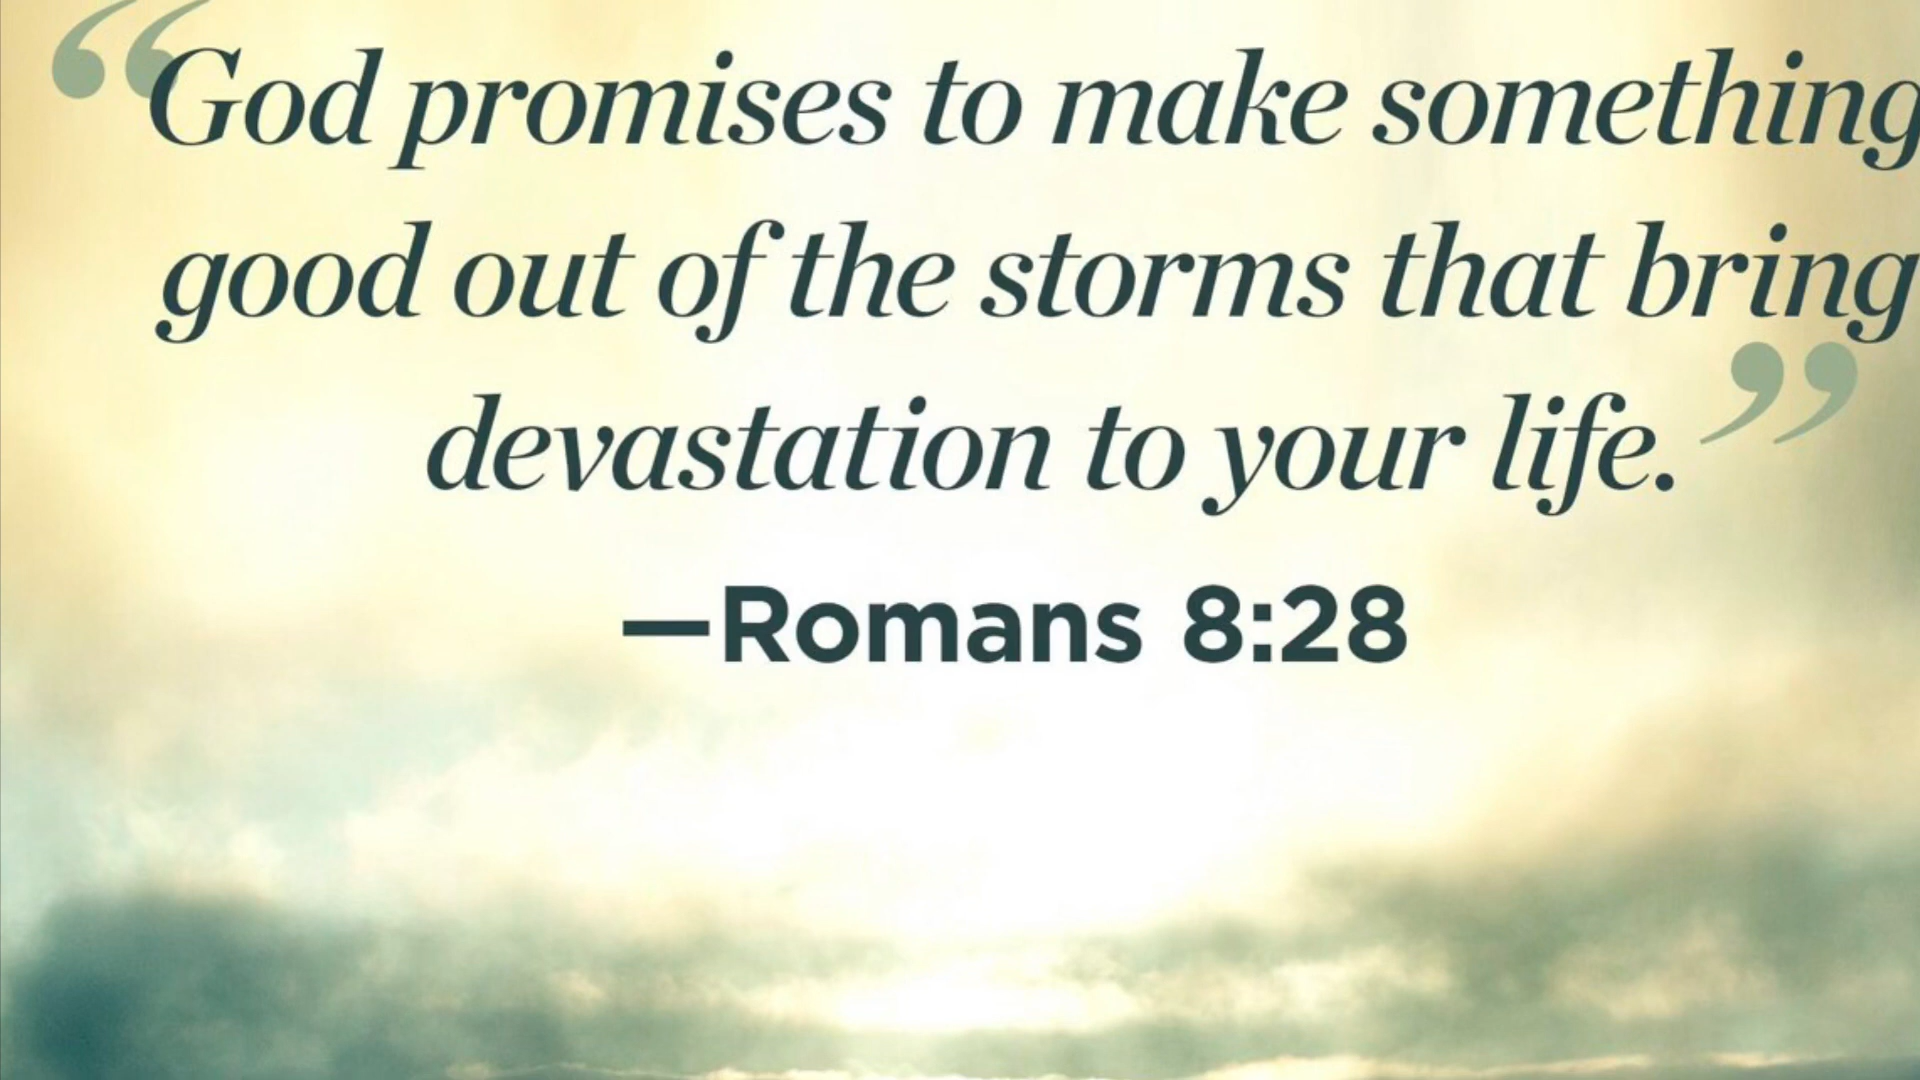 “God promises to make something
good out of the storms that bring
devastation to your life.”
—Romans 8:28